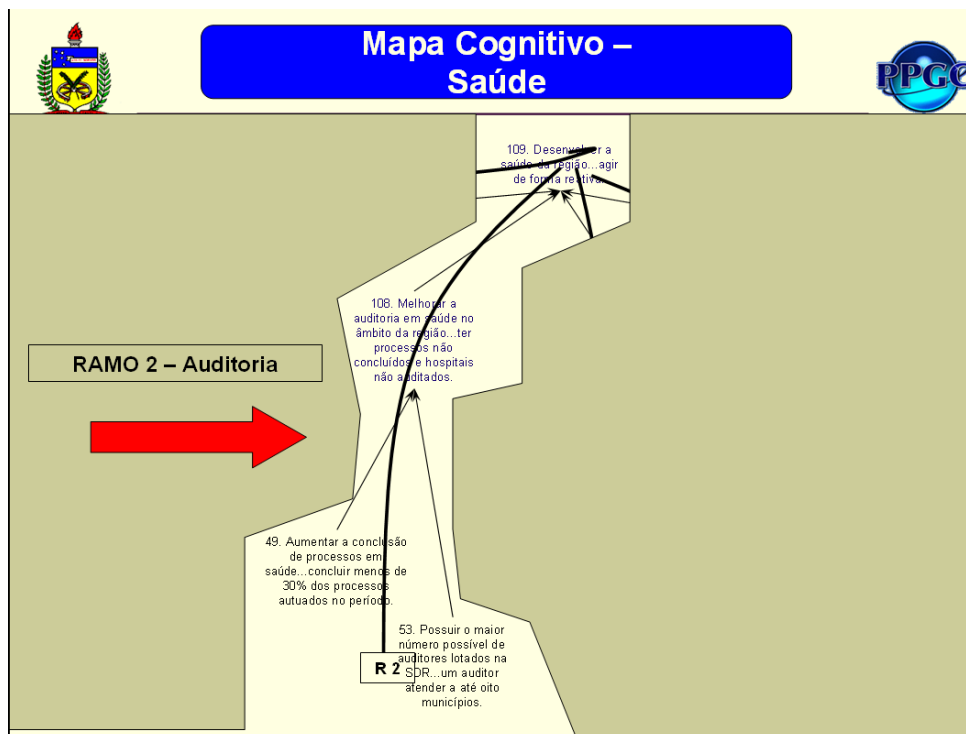 Mapa Cognitivo –
Saúde
PPGC
109. Desenvolver a
saúde da região...agir
de forma reativa.
108. Melhorar a
auditoria em saúde no
âmbito da região...ter
processos não
concluídos e hospitais
não auditados.
RAMO 2 – Auditoria
49. Aumentar a conclusão
de processos em
saúde...concluir menos de
30% dos processos
autuados no período.
53. Possuir o maior
número possível de
auditores lotados na
SDR...um auditor
atender a até oito
municípios.
R 2